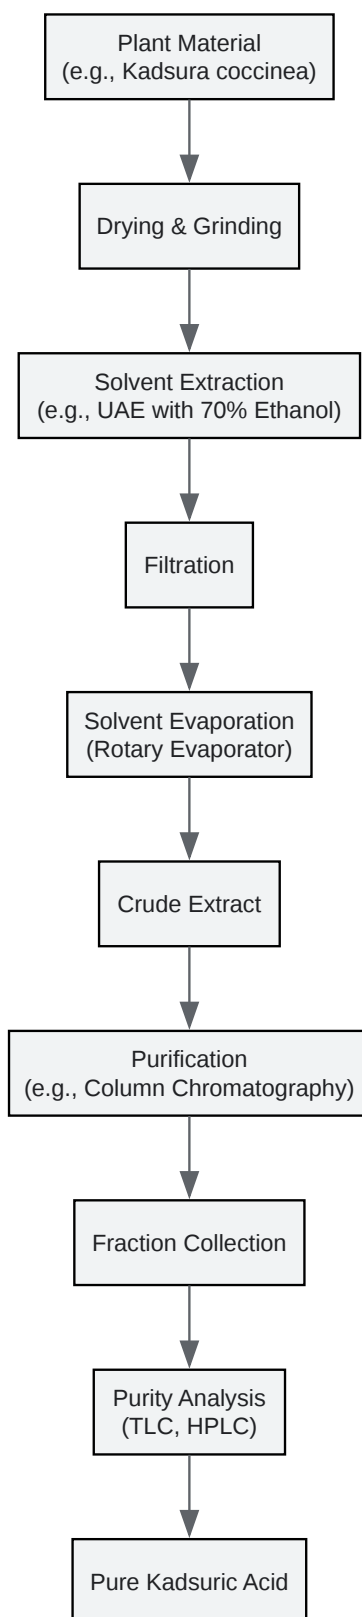 Plant Material
(e.g., Kadsura coccinea)
Drying & Grinding
Solvent Extraction
(e.g., UAE with 70% Ethanol)
Filtration
Solvent Evaporation
(Rotary Evaporator)
Crude Extract
Purification
(e.g., Column Chromatography)
Fraction Collection
Purity Analysis
(TLC, HPLC)
Pure Kadsuric Acid